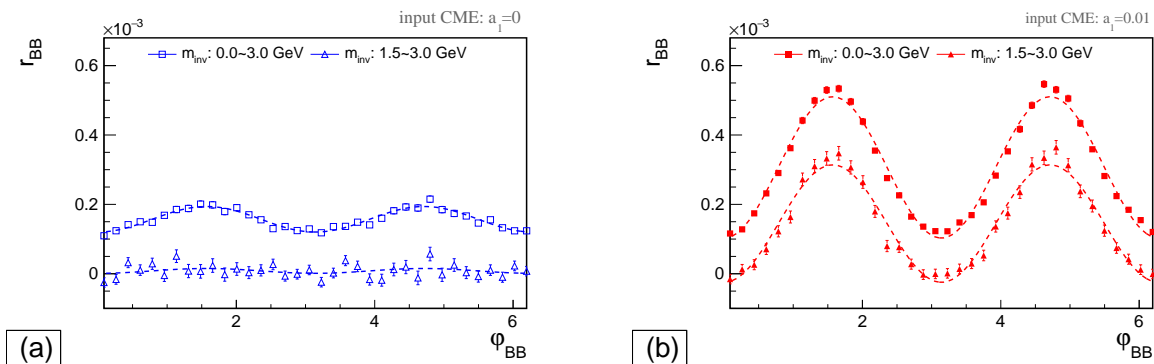 input CME: a₁=0
×10⁻³
r_BB
m_inv: 0.0~3.0 GeV
m_inv: 1.5~3.0 GeV
0.6
0.4
0.2
0
2
4
6
φ_BB
(a)
input CME: a₁=0.01
×10⁻³
r_BB
m_inv: 0.0~3.0 GeV
m_inv: 1.5~3.0 GeV
0.6
0.4
0.2
0
2
4
6
φ_BB
(b)